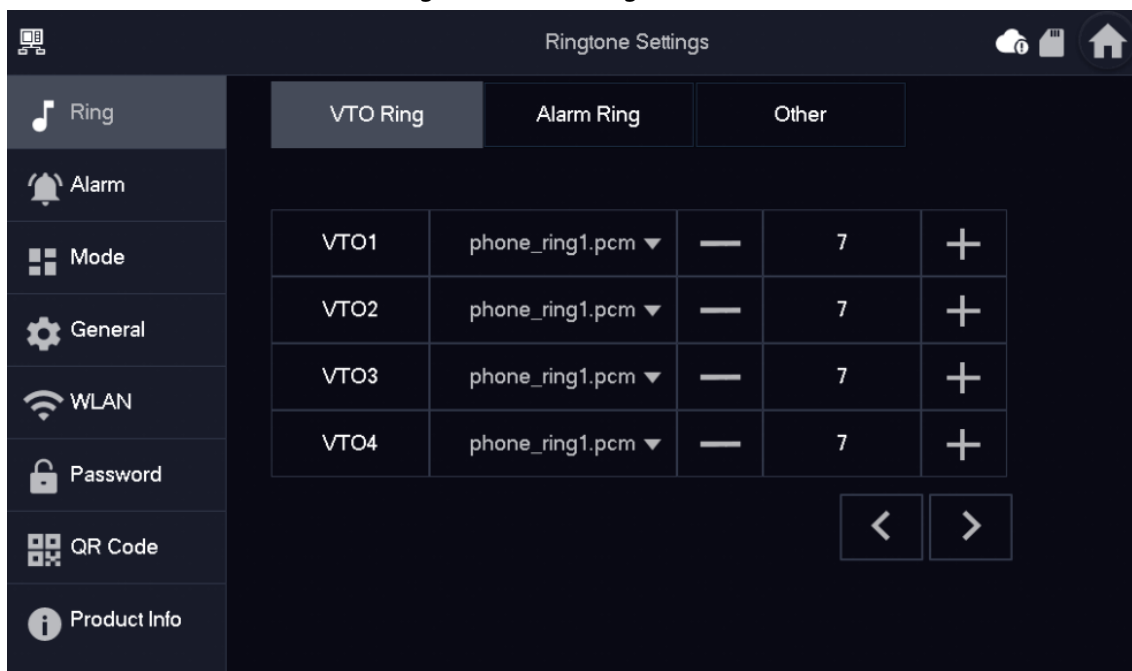 Ringtone Settings
Ring
Alarm
Mode
General
WLAN
Password
QR Code
Product Info
VTO Ring Alarm Ring Other
VTO1 phone_ring1.pcm 7
VTO2 phone_ring1.pcm 7
VTO3 phone_ring1.pcm 7
VTO4 phone_ring1.pcm 7